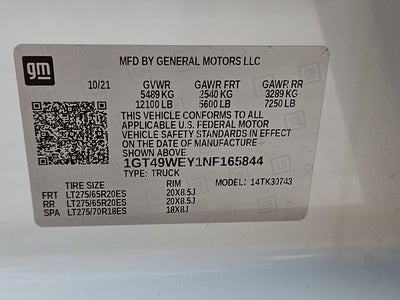 gm
MFD BY GENERAL MOTORS LLC
10/21 GVWR GAWR FRT GAWR RR
5489 KG 2540 KG 3289 KG
12100 LB 5600 LB 7250 LB
THIS VEHICLE CONFORMS TO ALL
APPLICABLE U.S. FEDERAL MOTOR
VEHICLE SAFETY STANDARDS IN EFFECT
ON THE DATE OF MANUFACTURE
SHOWN ABOVE.
1GT49WEY1NF165844
TYPE: TRUCK MODEL: 14TK30743
TIRE SIZE RIM
FRT LT275/65R20ES 20X8.5J
RR LT275/65R20ES 20X8.5J
SPA LT275/70R18ES 18X8J